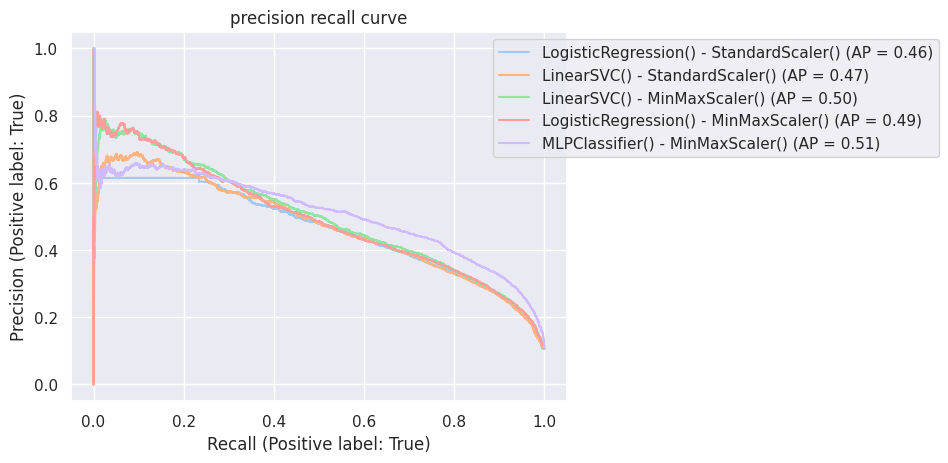 precision recall curve
LogisticRegression() - StandardScaler() (AP = 0.46)
LinearSVC() - StandardScaler() (AP = 0.47)
LinearSVC() - MinMaxScaler() (AP = 0.50)
LogisticRegression() - MinMaxScaler() (AP = 0.49)
MLPClassifier() - MinMaxScaler() (AP = 0.51)
Precision (Positive label: True)
1.0
0.8
0.6
0.4
0.2
0.0
0.0 0.2 0.4 0.6 0.8 1.0
Recall (Positive label: True)